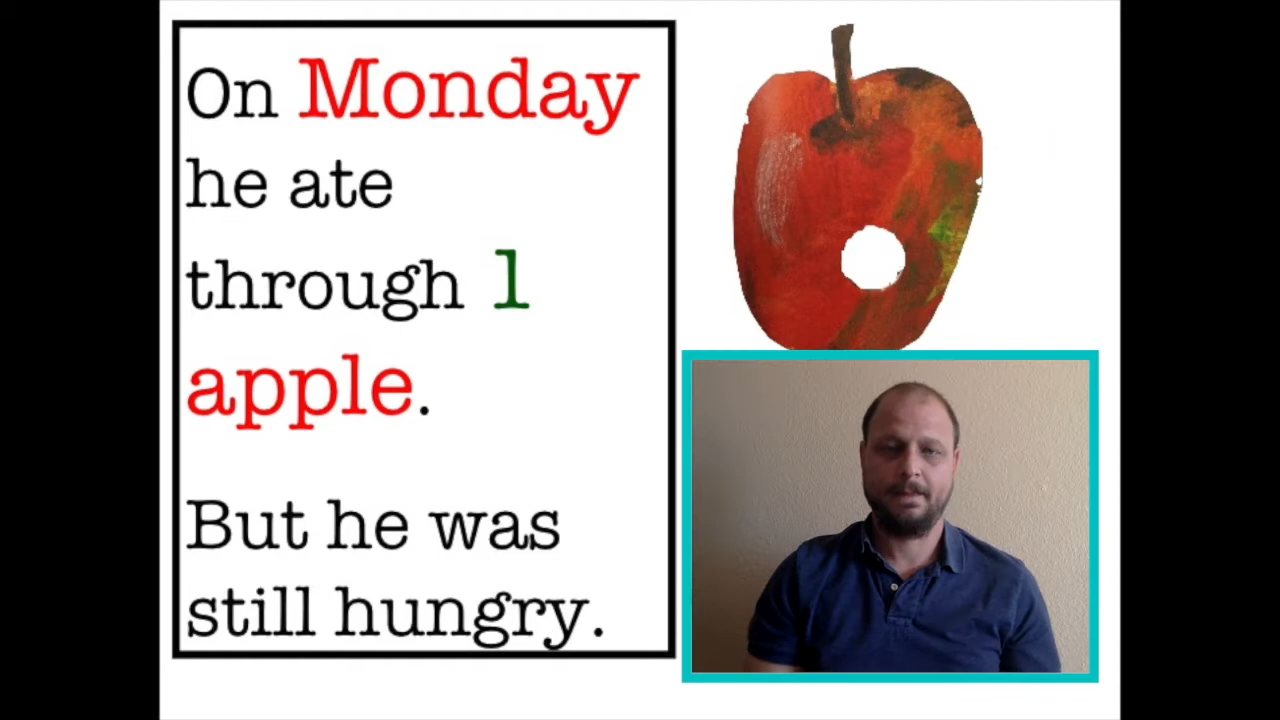 On Monday
he ate
through 1
apple.
But he was
still hungry.